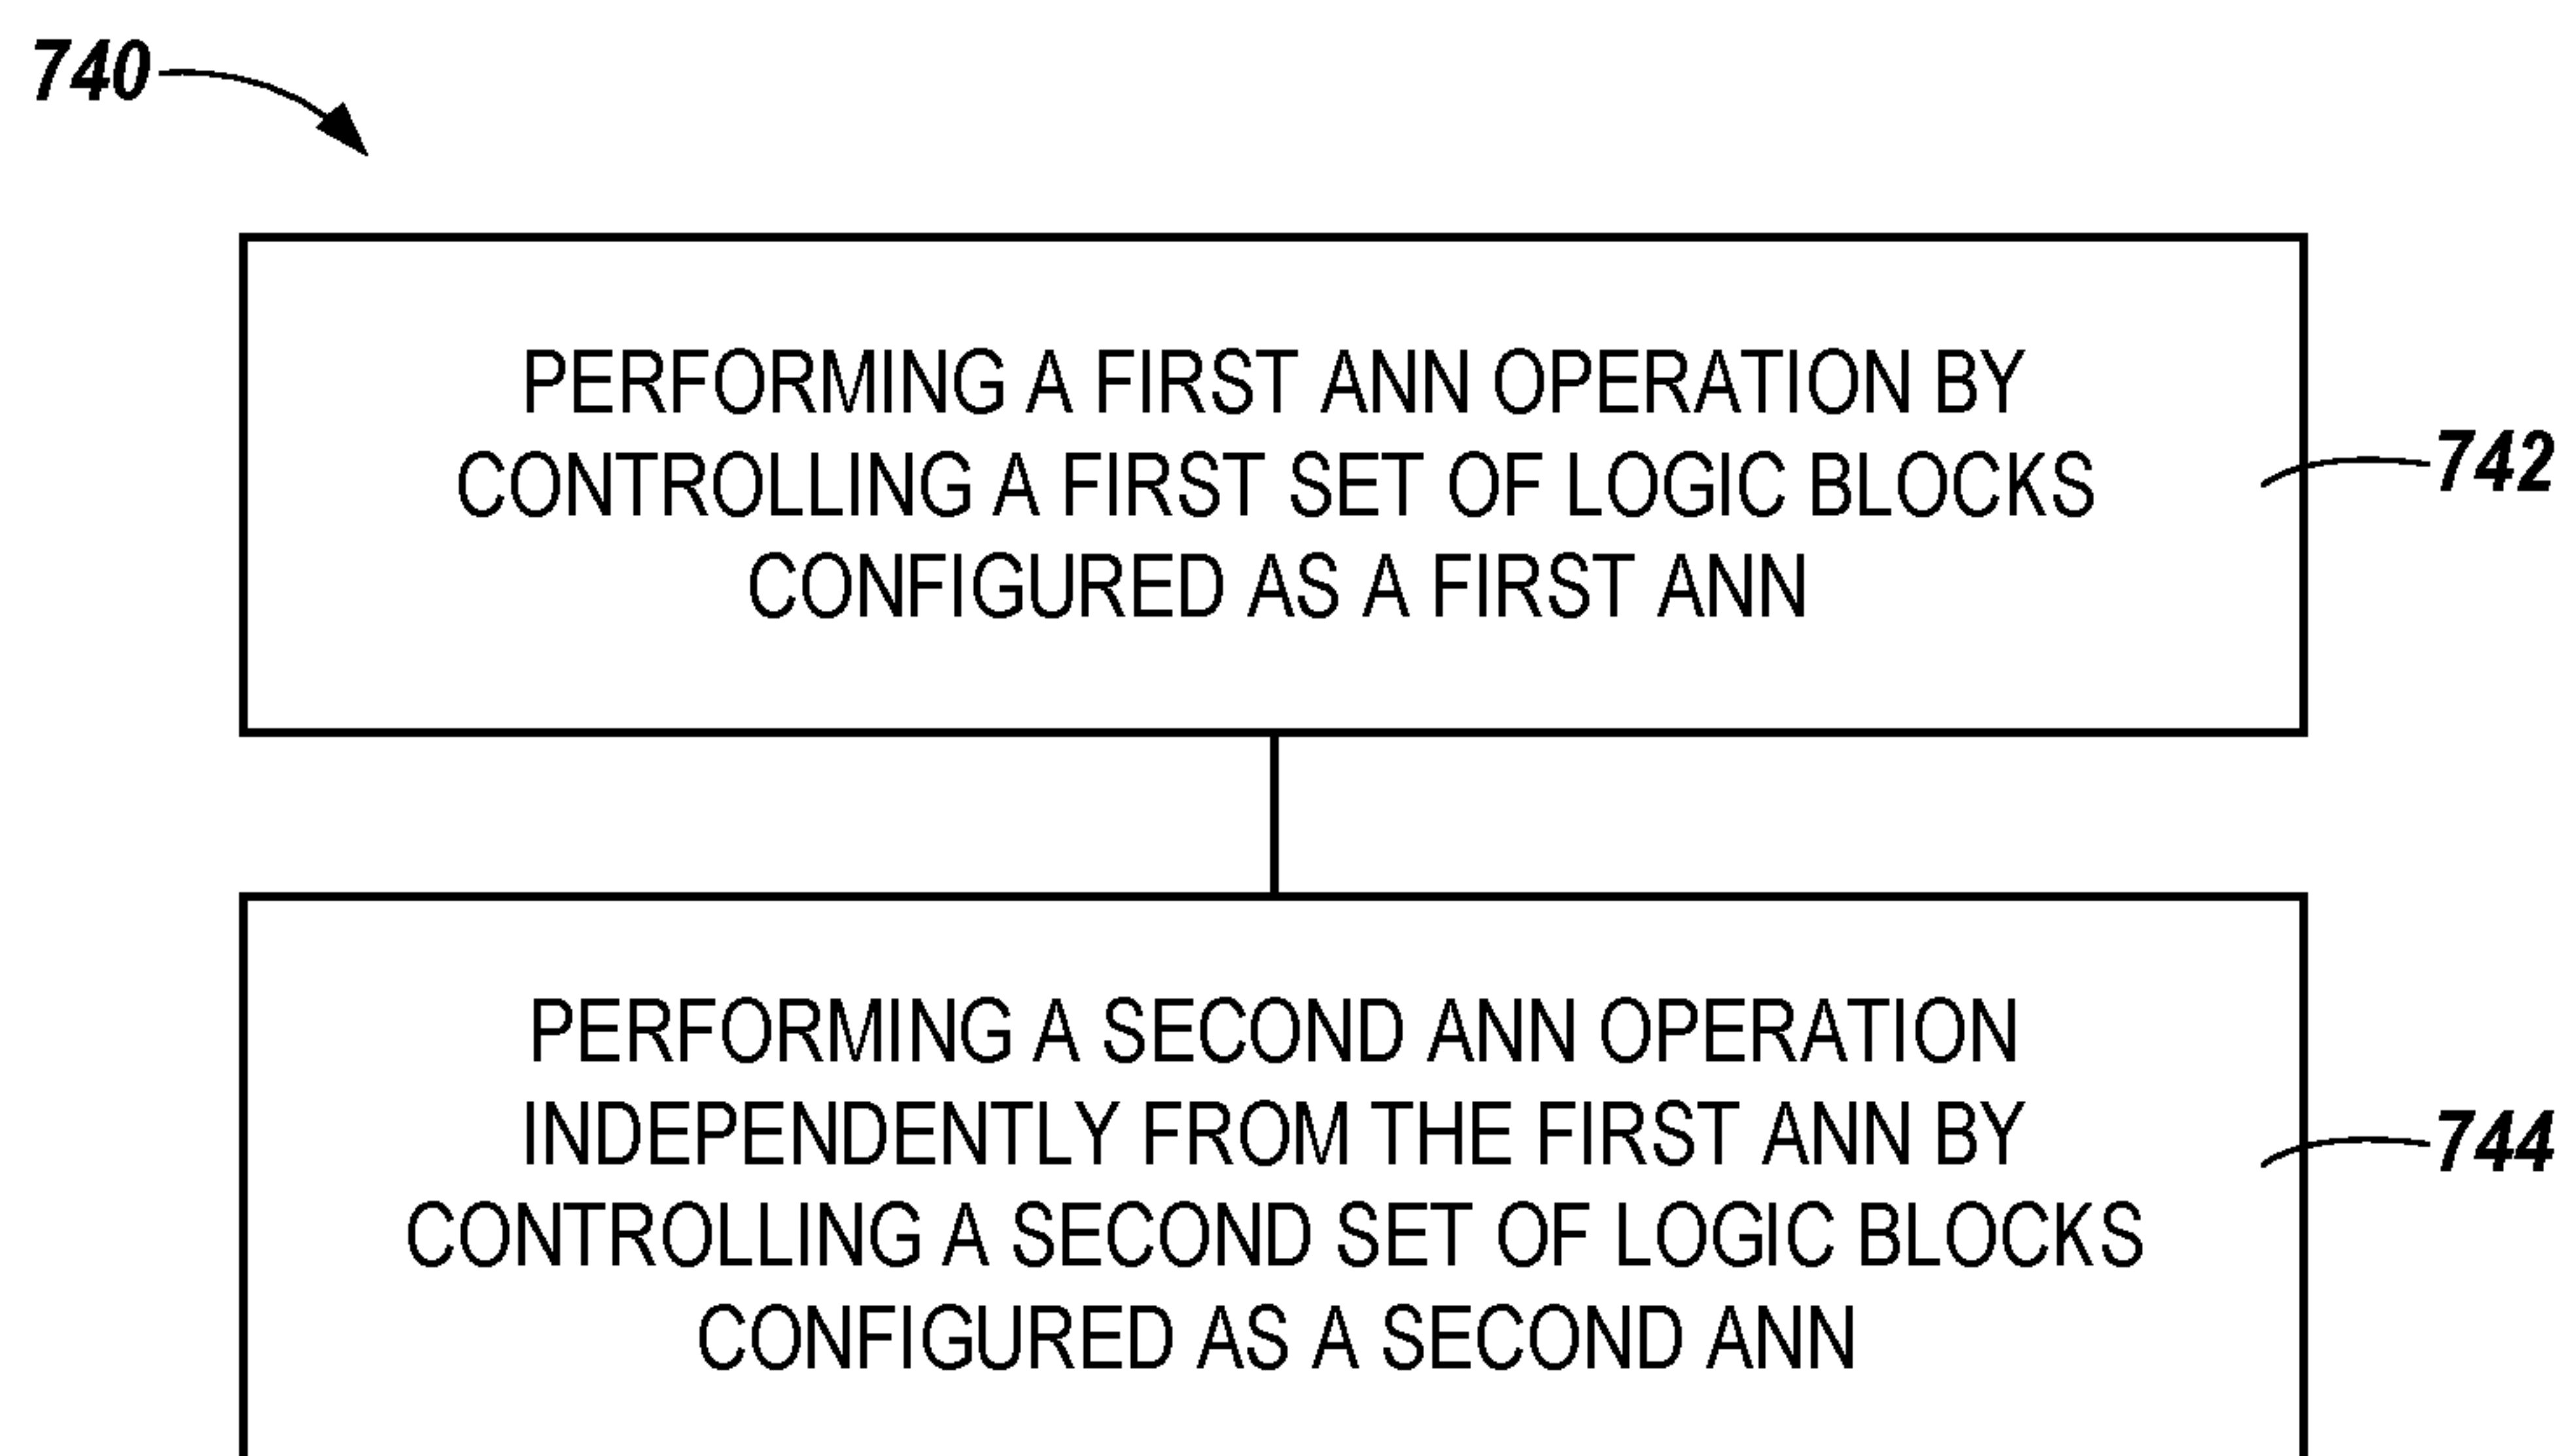 740
PERFORMING A FIRST ANN OPERATION BY
CONTROLLING A FIRST SET OF LOGIC BLOCKS
CONFIGURED AS A FIRST ANN
742
PERFORMING A SECOND ANN OPERATION
INDEPENDENTLY FROM THE FIRST ANN BY
CONTROLLING A SECOND SET OF LOGIC BLOCKS
CONFIGURED AS A SECOND ANN
744